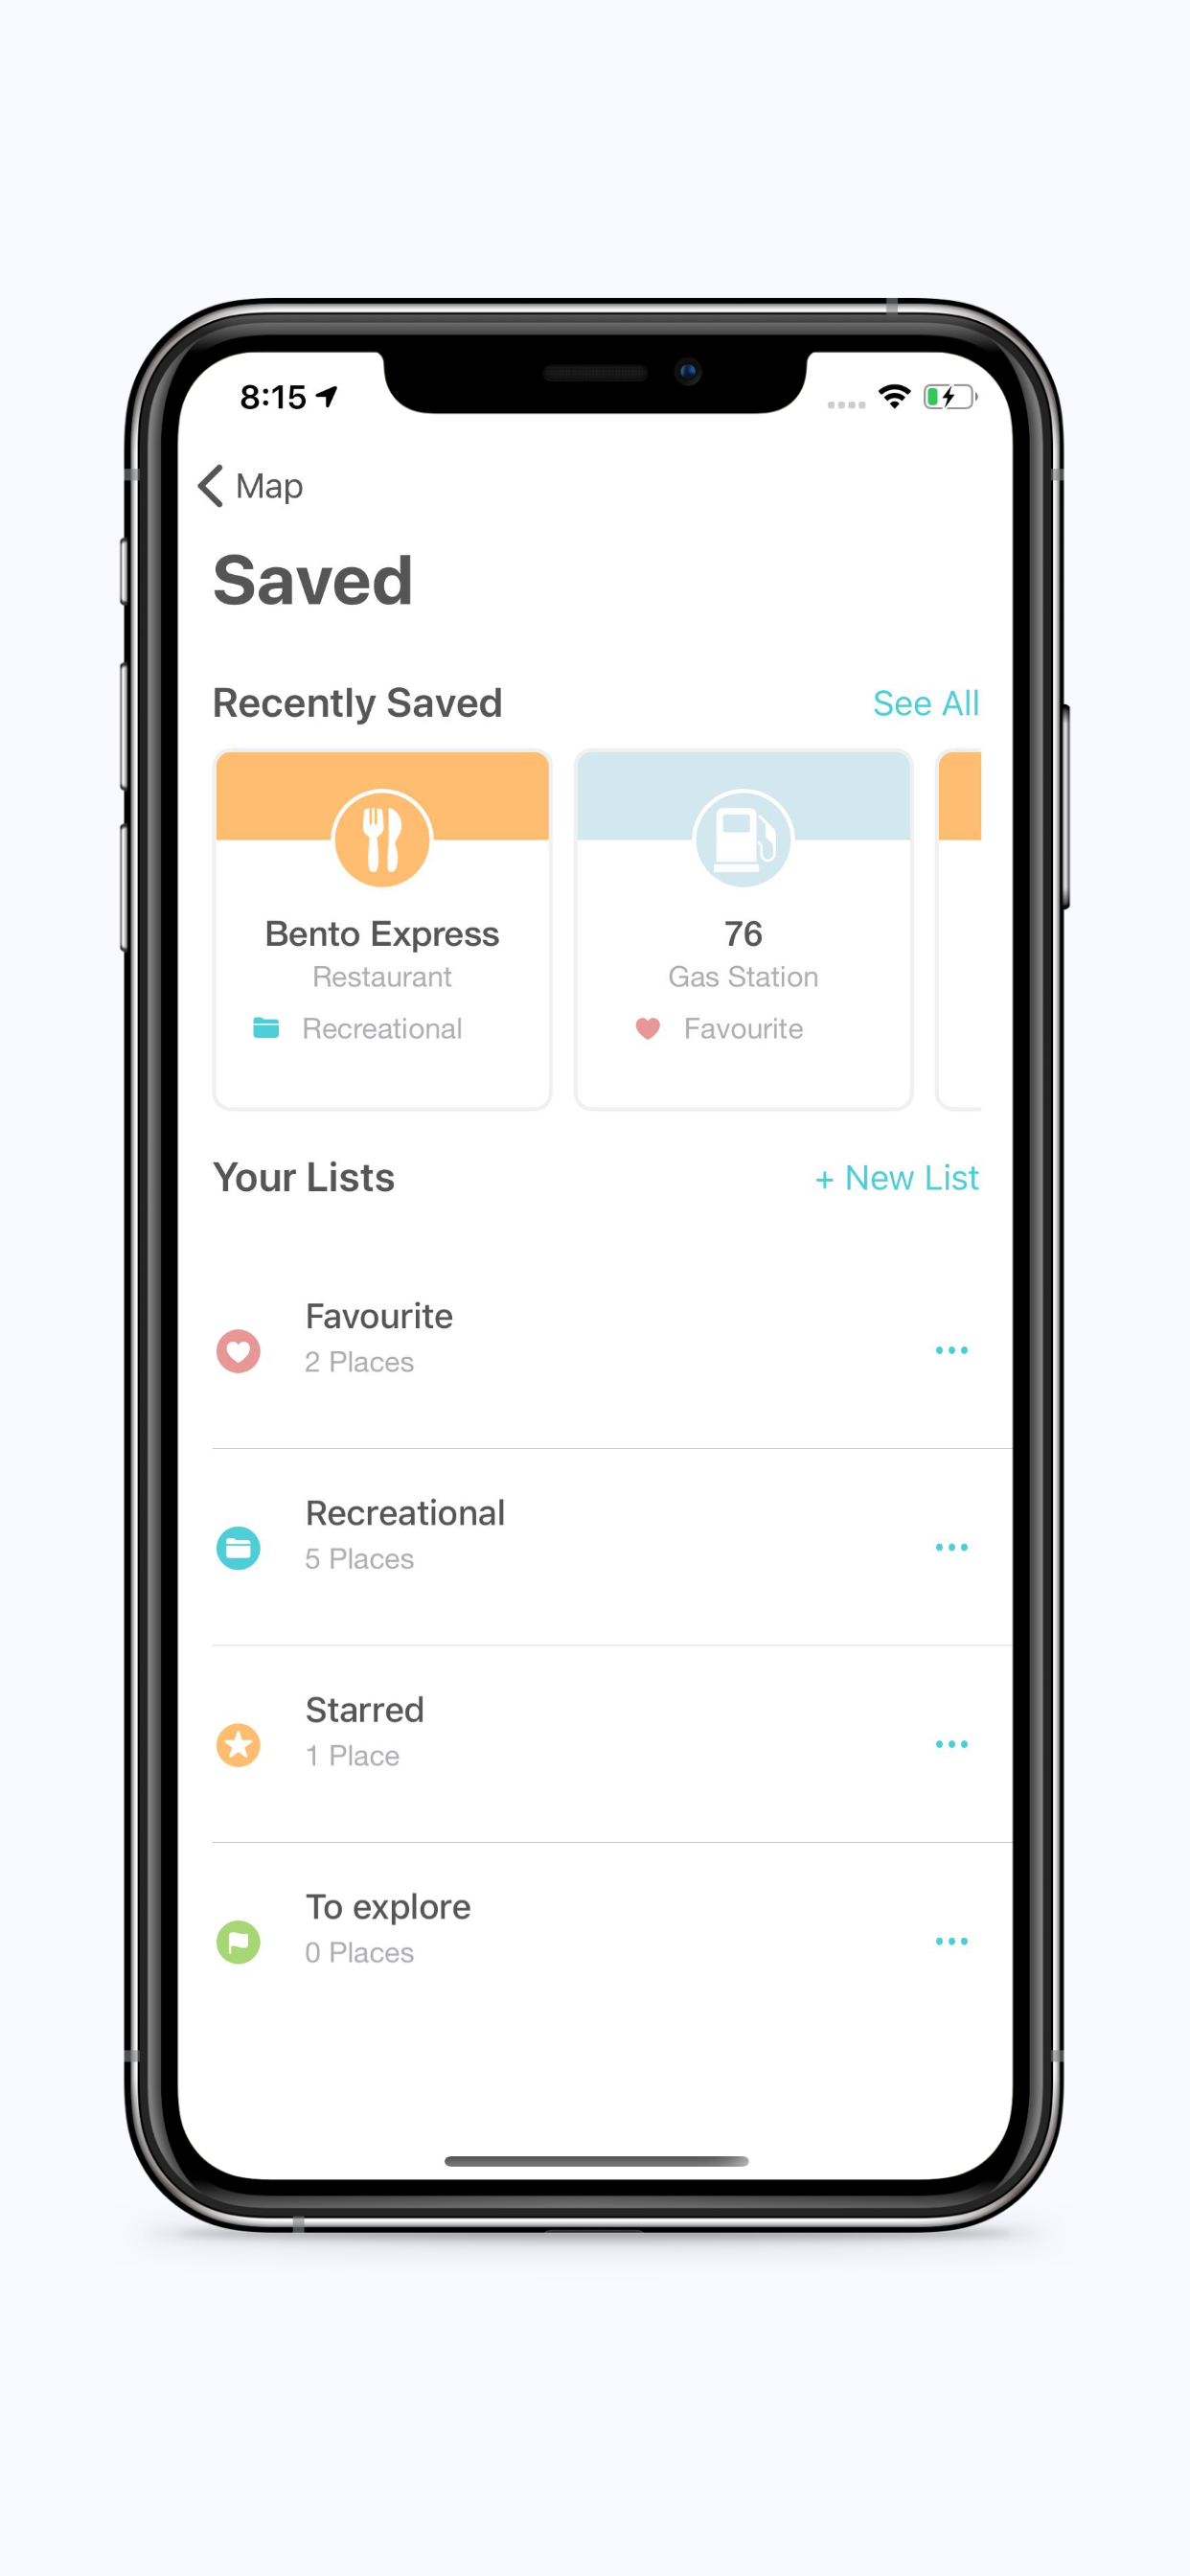 8:15
Map
Saved
Recently Saved
See All
Bento Express
Restaurant
Recreational
76
Gas Station
Favourite
Your Lists
+ New List
Favourite
2 Places
Recreational
5 Places
Starred
1 Place
To explore
0 Places